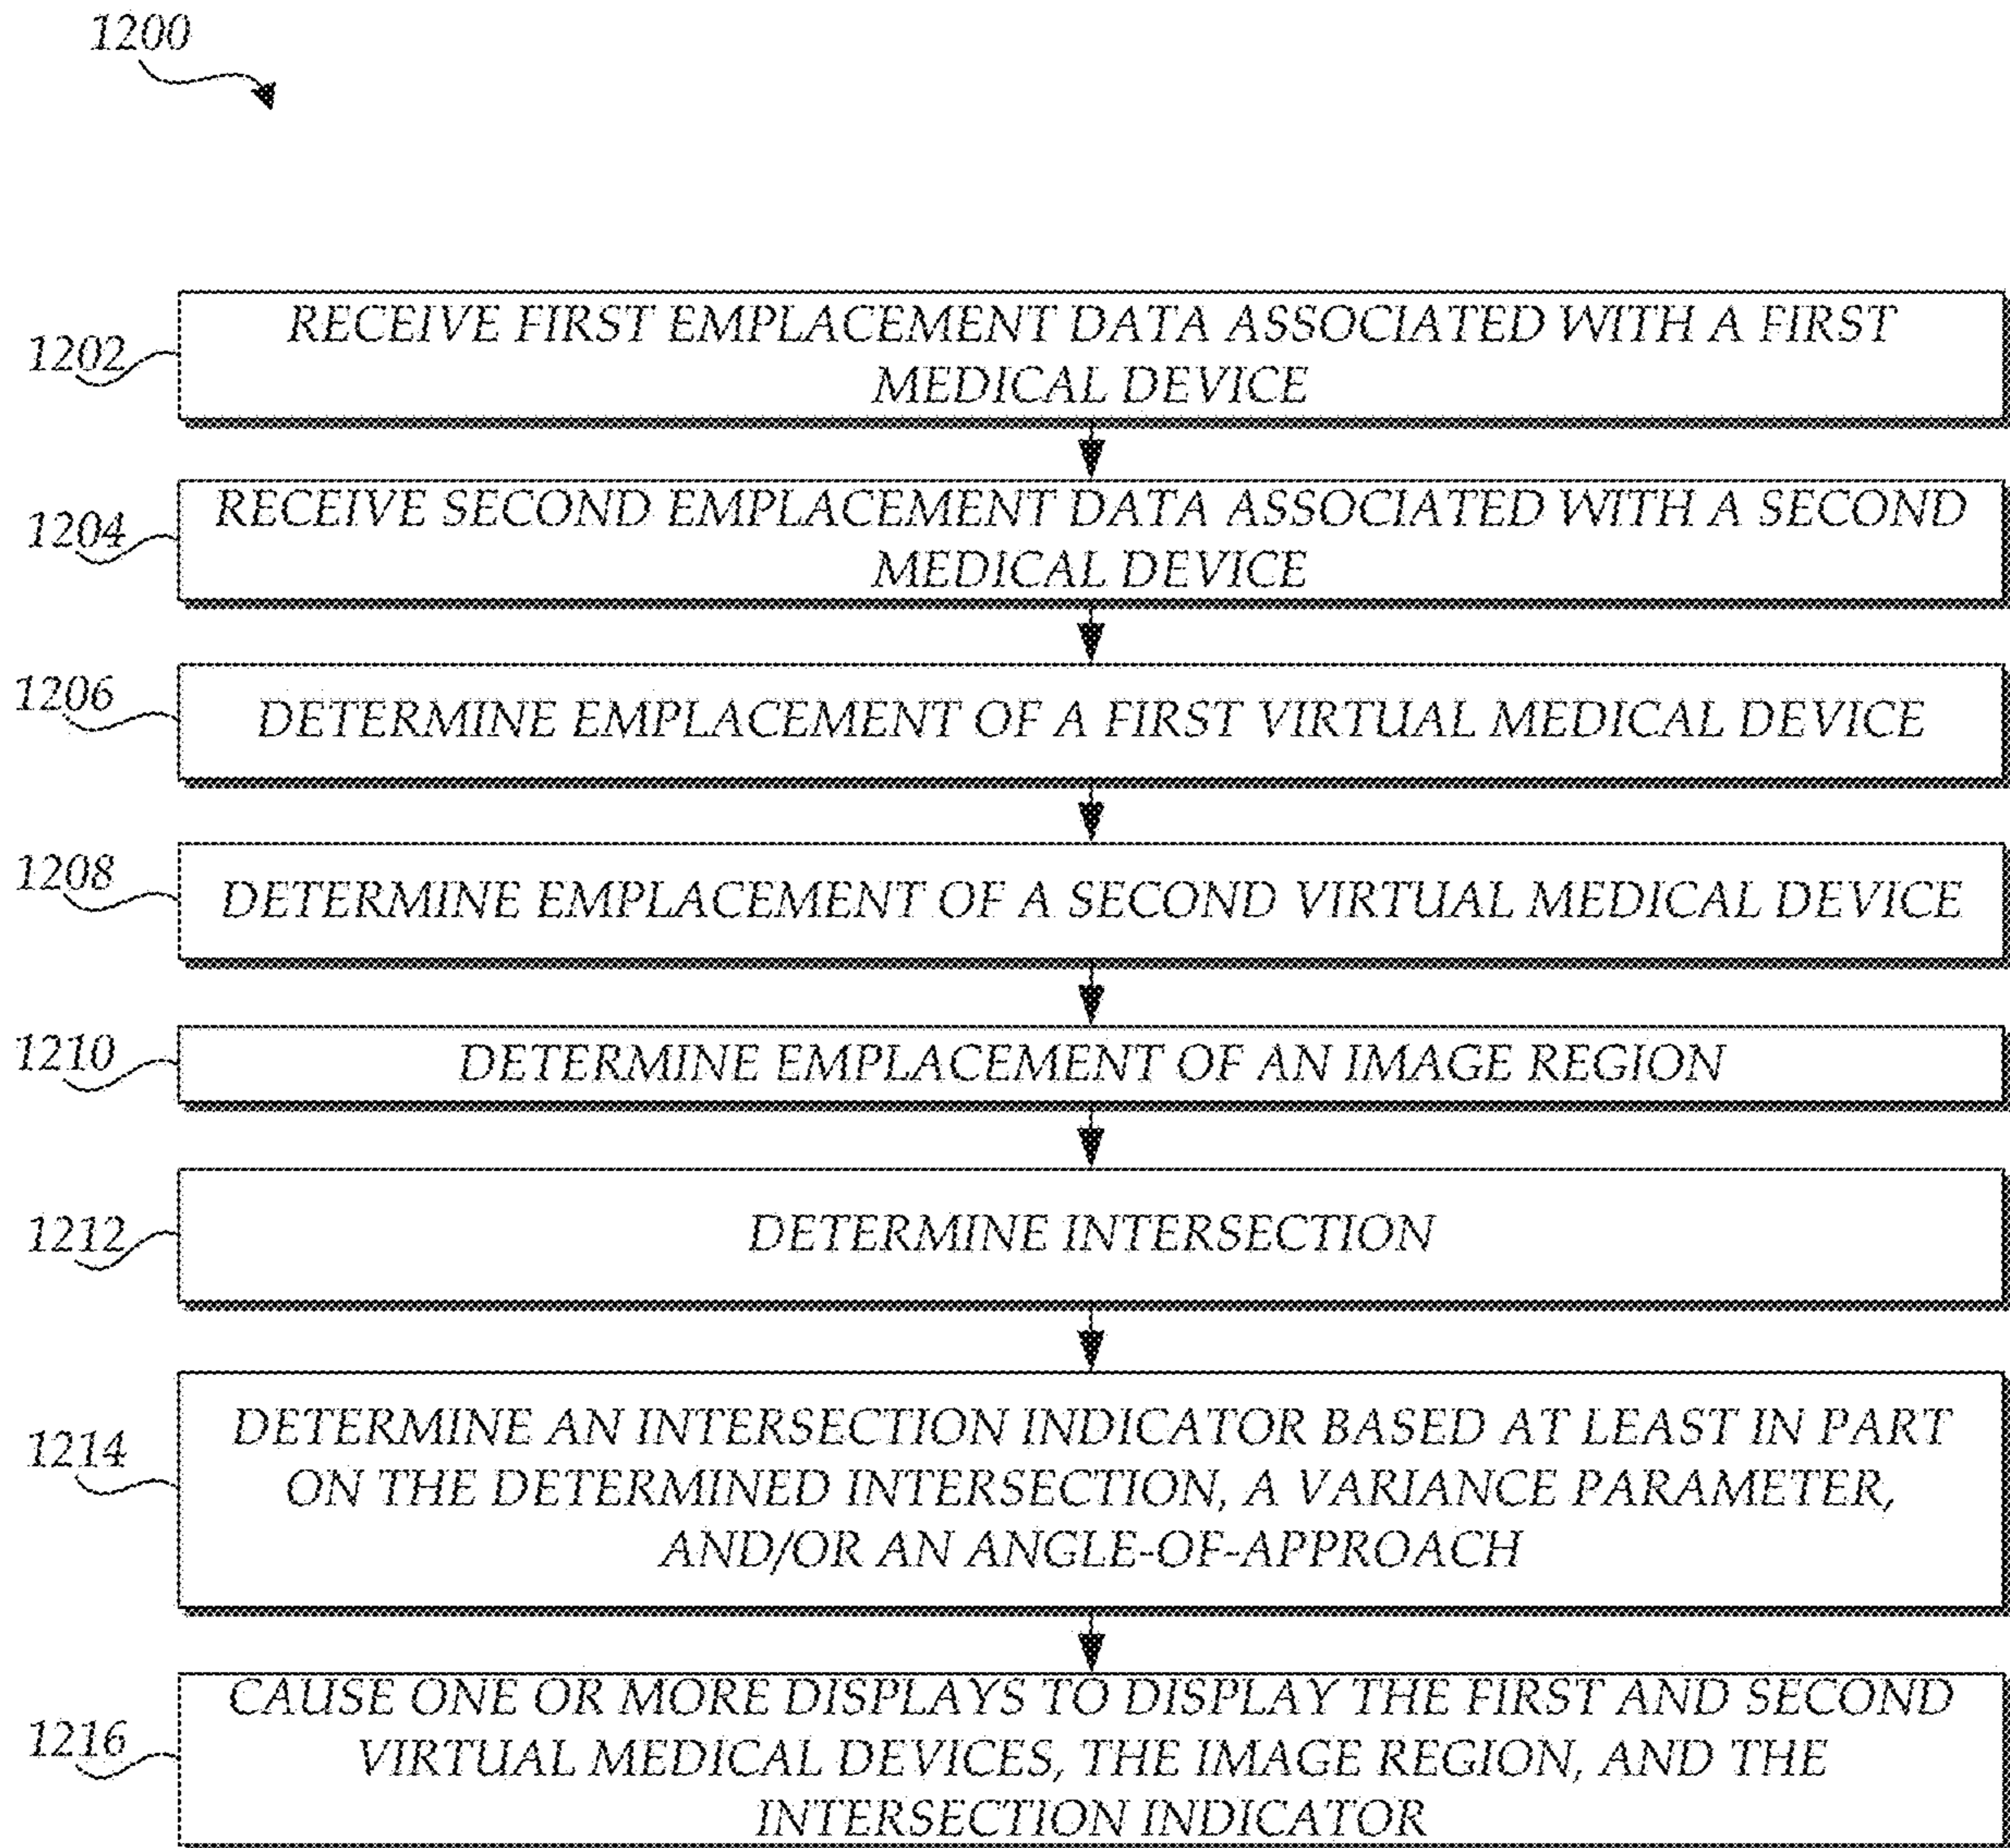 1200
1202
RECEIVE FIRST EMPLACEMENT DATA ASSOCIATED WITH A FIRST
MEDICAL DEVICE
1204
RECEIVE SECOND EMPLACEMENT DATA ASSOCIATED WITH A SECOND
MEDICAL DEVICE
1206
DETERMINE EMPLACEMENT OF A FIRST VIRTUAL MEDICAL DEVICE
1208
DETERMINE EMPLACEMENT OF A SECOND VIRTUAL MEDICAL DEVICE
1210
DETERMINE EMPLACEMENT OF AN IMAGE REGION
1212
DETERMINE INTERSECTION
1214
DETERMINE AN INTERSECTION INDICATOR BASED AT LEAST IN PART
ON THE DETERMINED INTERSECTION, A VARIANCE PARAMETER,
AND/OR AN ANGLE-OF-APPROACH
1216
CAUSE ONE OR MORE DISPLAYS TO DISPLAY THE FIRST AND SECOND
VIRTUAL MEDICAL DEVICES, THE IMAGE REGION, AND THE
INTERSECTION INDICATOR